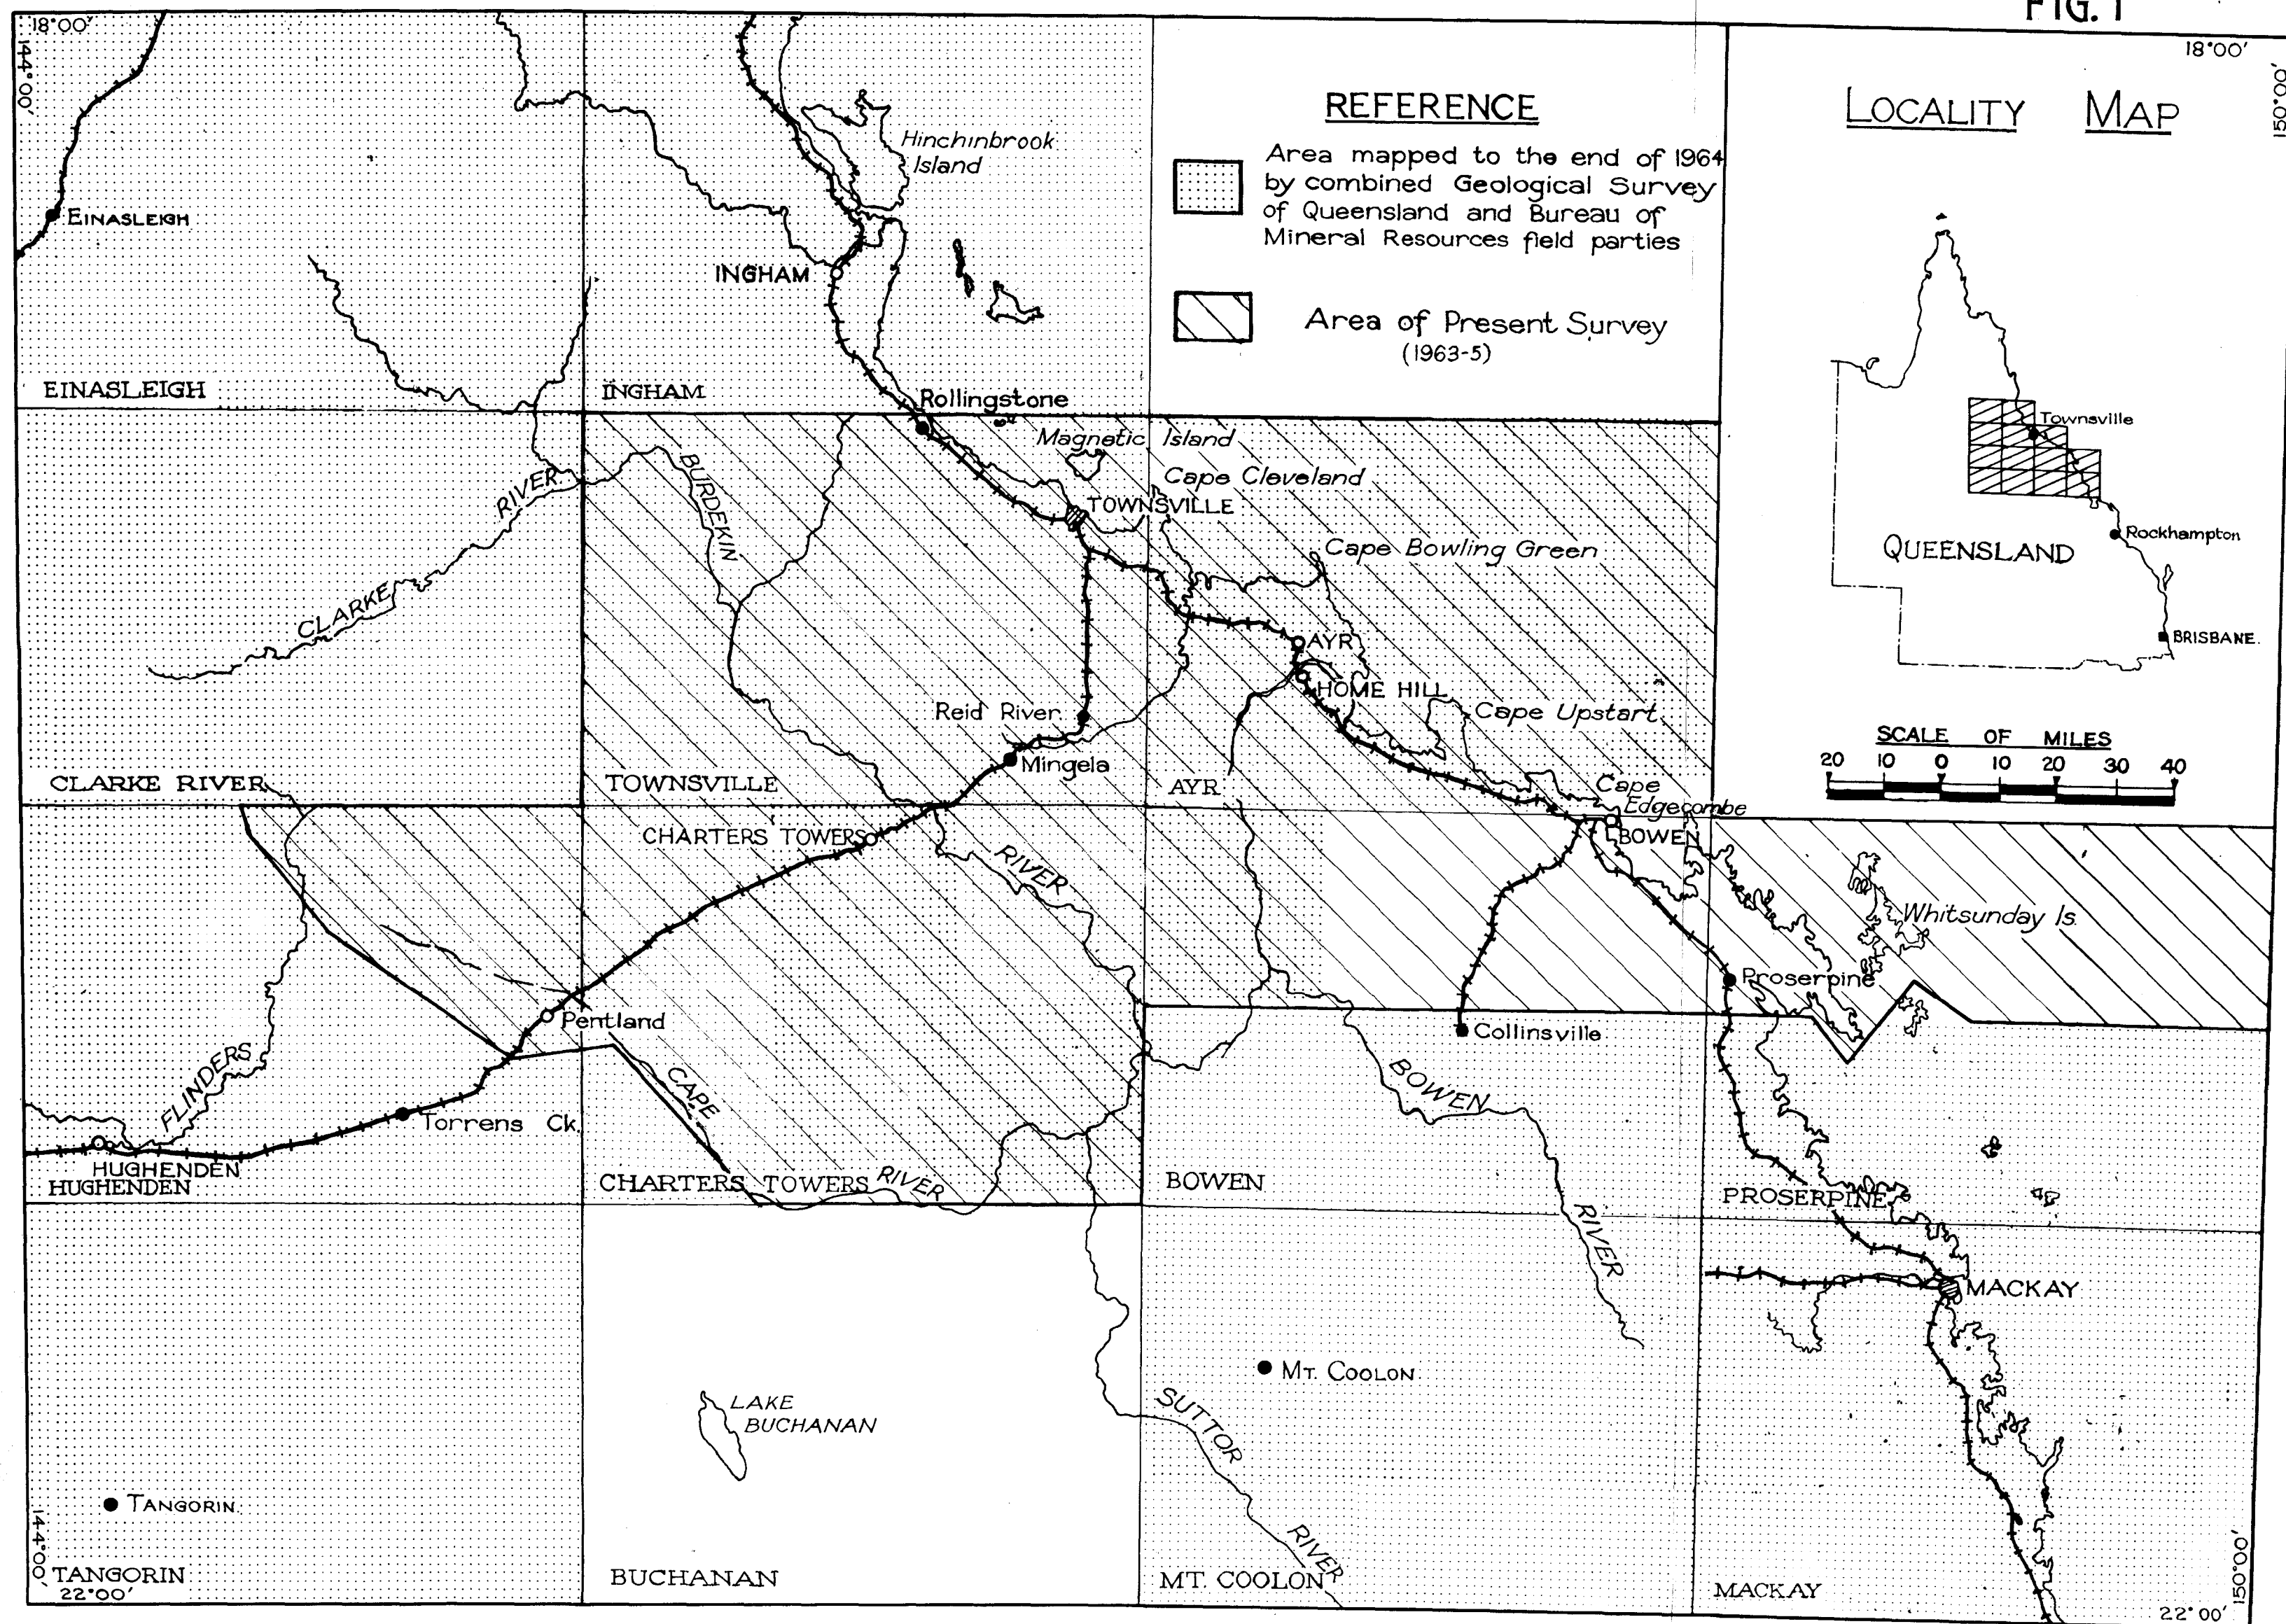 FIG. 1
18°00'
144°00'
18°00'
150°00'
REFERENCE
Area mapped to the end of 1964
by combined Geological Survey
of Queensland and Bureau of
Mineral Resources field parties
Area of Present Survey
(1963-5)
LOCALITY MAP
Townsville
Rockhampton
QUEENSLAND
BRISBANE.
SCALE OF MILES
20 10 0 10 20 30 40
Hinchinbrook
Island
EINASLEIGH
INGHAM
EINASLEIGH
INGHAM
Rollingstone
Magnetic Island
Cape Cleveland
TOWNSVILLE
BURDEKIN
RIVER
CLARKE
Cape Bowling Green
AYR
HOME HILL
Cape Upstart
Reid River
Mingela
CLARKE RIVER
TOWNSVILLE
AYR
Cape
Edgecombe
BOWEN
CHARTERS TOWERS
RIVER
Whitsunday Is.
Proserpine
Pentland
Collinsville
FLINDERS
CAPE
BOWEN
Torrens Ck.
HUGHENDEN
HUGHENDEN
CHARTERS TOWERS
RIVER
BOWEN
PROSERPINE
RIVER
MACKAY
MT. COOLON
LAKE
BUCHANAN
SUTTOR
RIVER
TANGORIN.
144°00'
TANGORIN
22°00'
BUCHANAN
MT. COOLON
MACKAY
150°00'
22°00'